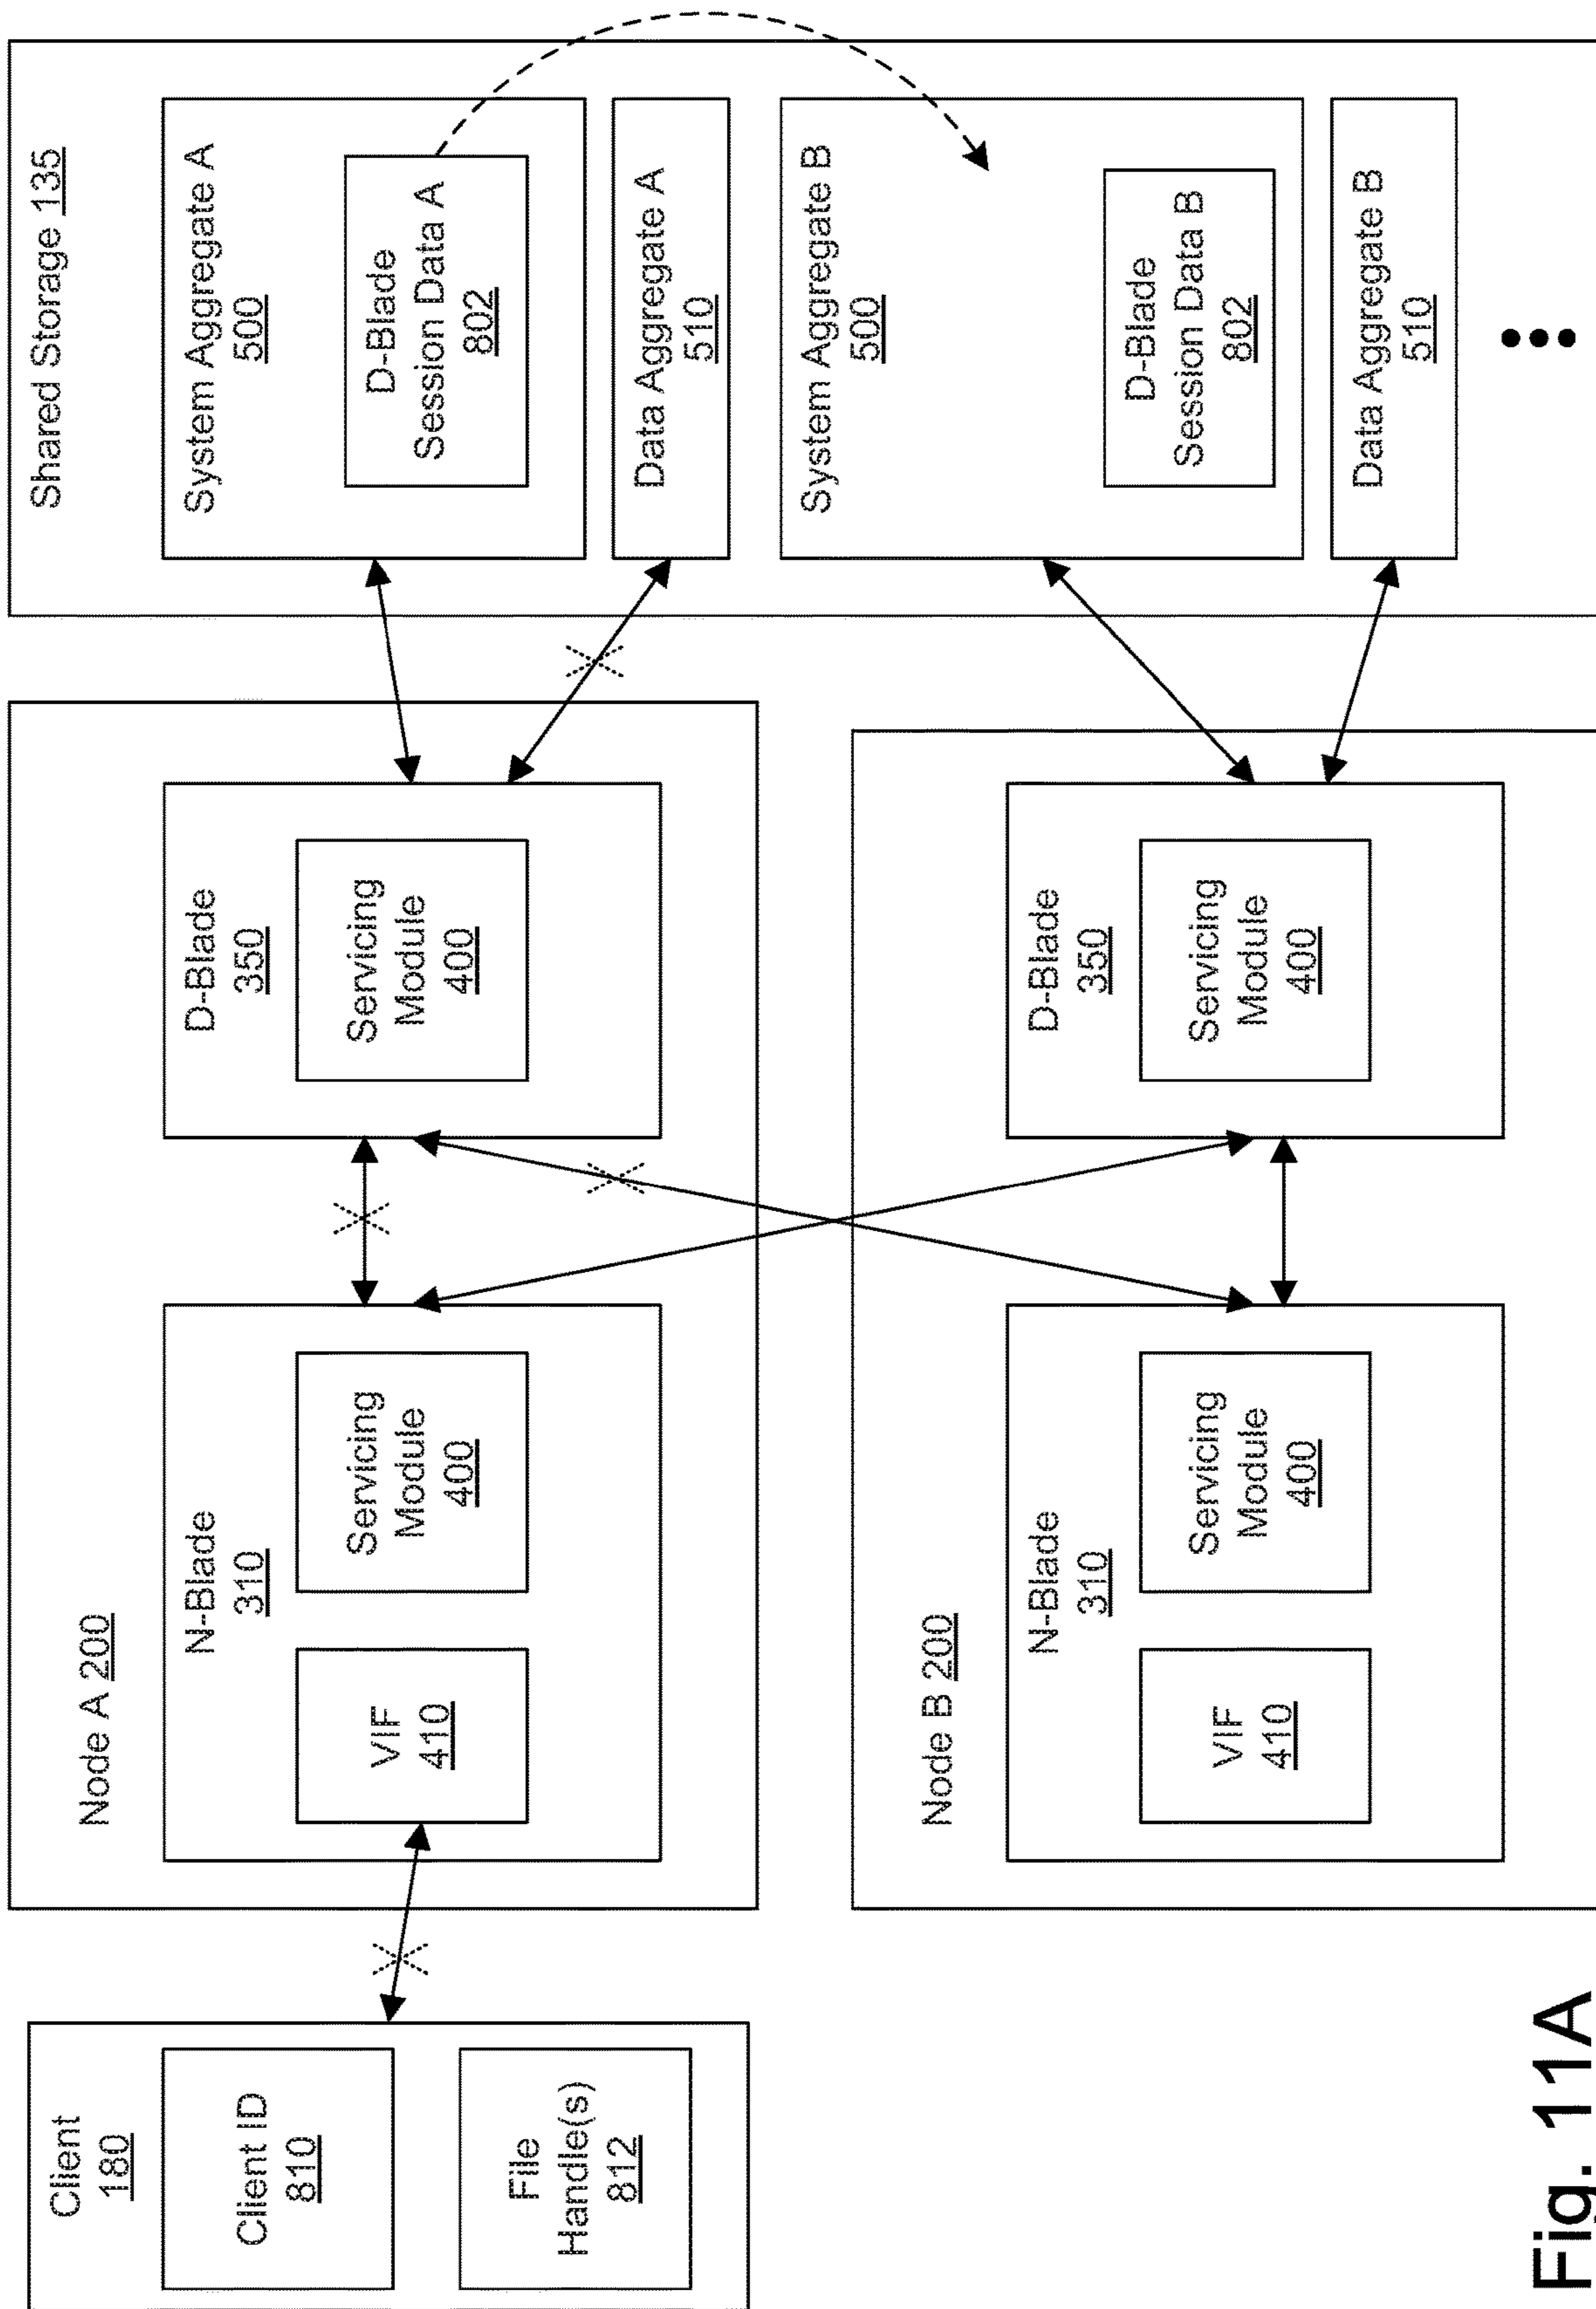 Client
180
Client ID
810
File
Handle(s)
812
Node A 200
N-Blade
310
VIF
410
Servicing
Module
400
D-Blade
350
Servicing
Module
400
Node B 200
N-Blade
310
VIF
410
Servicing
Module
400
D-Blade
350
Servicing
Module
400
Shared Storage 135
System Aggregate A
500
D-Blade
Session Data A
802
Data Aggregate A
510
System Aggregate B
500
D-Blade
Session Data B
802
Data Aggregate B
510
Fig. 11A